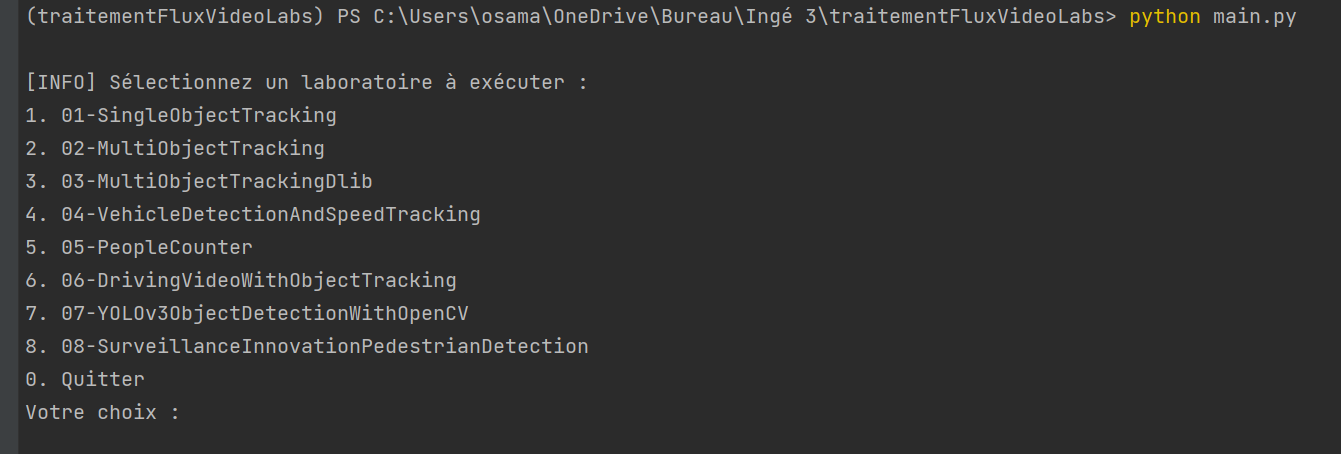 (traitementFluxVideoLabs) PS C:\Users\osama\OneDrive\Bureau\Ingé 3\traitementFluxVideoLabs> python main.py
[INFO] Sélectionnez un laboratoire à exécuter :
1. 01-SingleObjectTracking
2. 02-MultiObjectTracking
3. 03-MultiObjectTrackingDlib
4. 04-VehicleDetectionAndSpeedTracking
5. 05-PeopleCounter
6. 06-DrivingVideoWithObjectTracking
7. 07-YOLOv3ObjectDetectionWithOpenCV
8. 08-SurveillanceInnovationPedestrianDetection
0. Quitter
Votre choix :